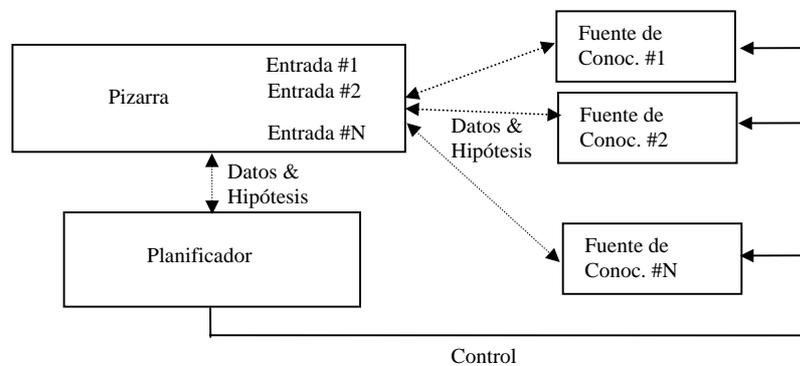 Fuente de
Conoc. #1
Entrada #1
Pizarra
Entrada #2
Fuente de
Conoc. #2
Datos &
Hipótesis
Entrada #N
Datos &
Hipótesis
Fuente de
Conoc. #N
Planificador
Control